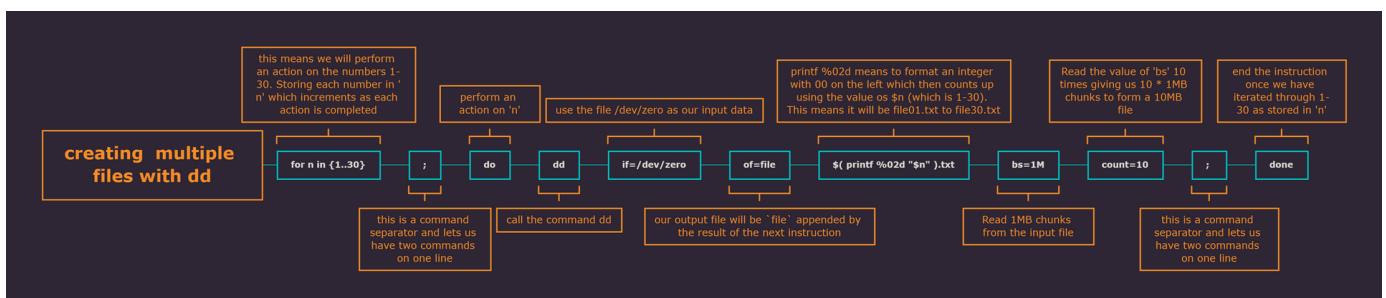 this means we will perform
an action on the numbers 1-
30. Storing each number in '
n' which increments as each
action is completed
perform an
action on 'n'
use the file /dev/zero as our input data
printf %02d means to format an integer
with 00 on the left which then counts up
using the value os $n (which is 1-30).
This means it will be file01.txt to file30.txt
Read the value of 'bs' 10
times giving us 10 * 1MB
chunks to form a 10MB
file
end the instruction
once we have
iterated through 1-
30 as stored in 'n'
creating multiple
files with dd
for n in {1..30}
;
do
dd
if=/dev/zero
of=file
$( printf %02d "$n" ).txt
bs=1M
count=10
;
done
this is a command
separator and lets us
have two commands
on one line
call the command dd
our output file will be `file` appended by
the result of the next instruction
Read 1MB chunks
from the input file
this is a command
separator and lets us
have two commands
on one line